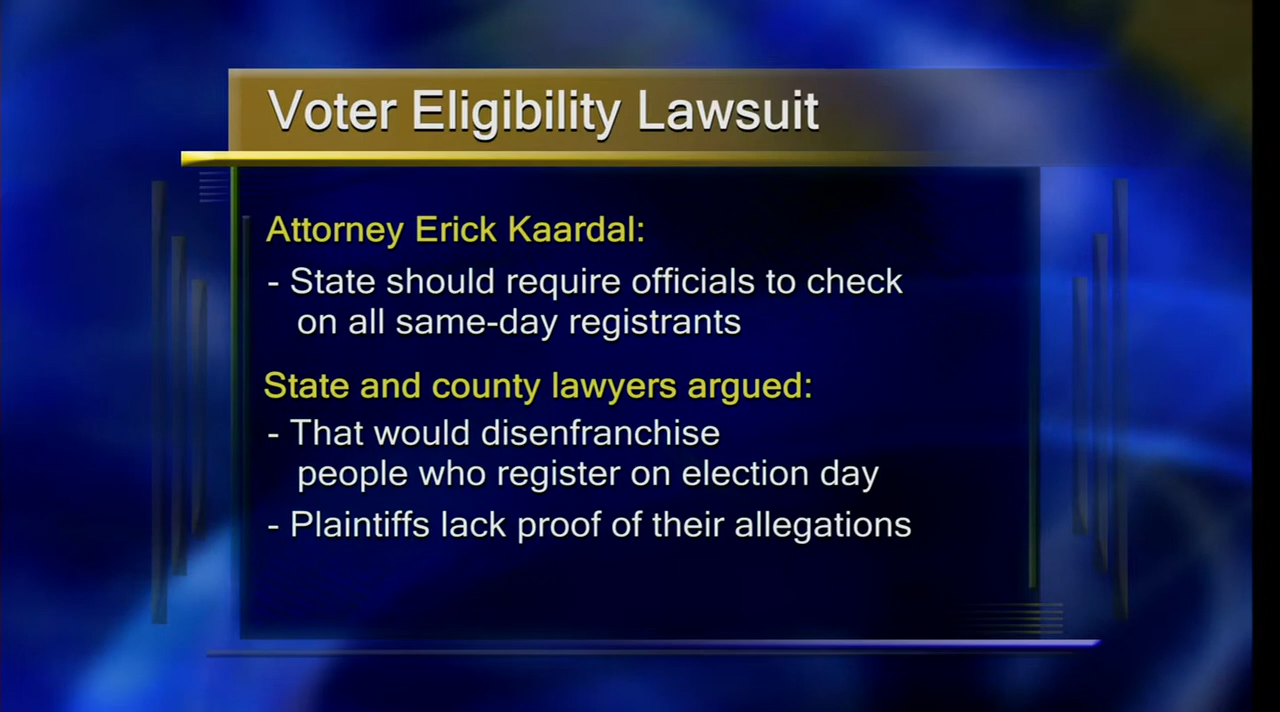 Voter Eligibility Lawsuit
Attorney Erick Kaardal:
- State should require officials to check
on all same-day registrants
State and county lawyers argued:
- That would disenfranchise
people who register on election day
- Plaintiffs lack proof of their allegations